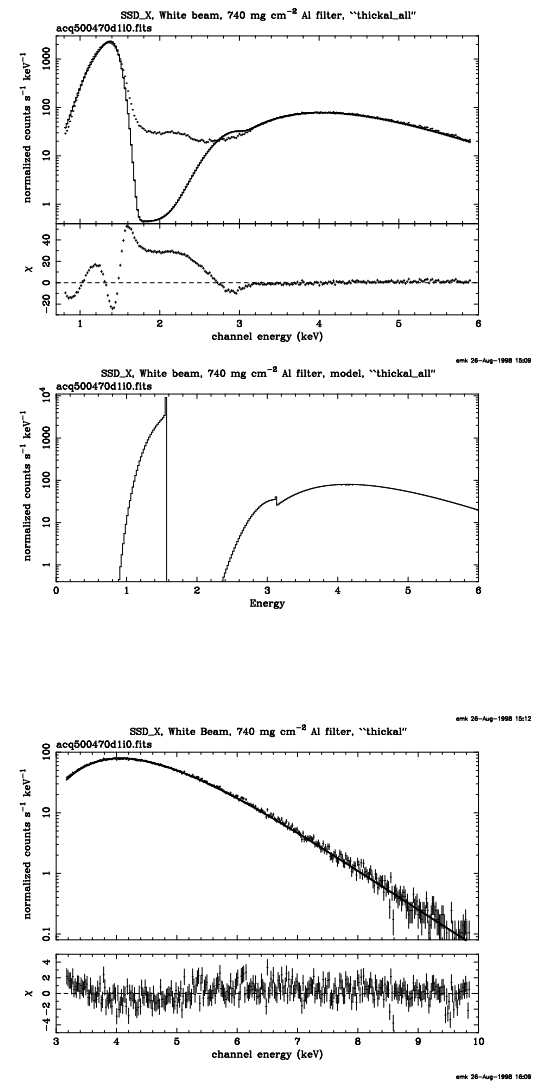 SSD_X, White beam, 740 mg cm⁻² Al filter, ``thickal_all''
acq500470d1i0.fits
normalized counts s⁻¹ keV⁻¹
1000
100
10
1
χ
40
20
0
−20
1 2 3 4 5 6
channel energy (keV)
emk 26-Aug-1998 15:09
SSD_X, White beam, 740 mg cm⁻² Al filter, model, ``thickal_all''
acq500470d1i0.fits
normalized counts s⁻¹ keV⁻¹
10⁴
1000
100
10
1
0 1 2 3 4 5 6
Energy
emk 26-Aug-1998 15:12
SSD_X, White Beam, 740 mg cm⁻² Al filter, ``thickal''
acq500470d1i0.fits
normalized counts s⁻¹ keV⁻¹
100
10
1
0.1
χ
4
2
0
−2
−4
3 4 5 6 7 8 9 10
channel energy (keV)
emk 26-Aug-1998 16:09